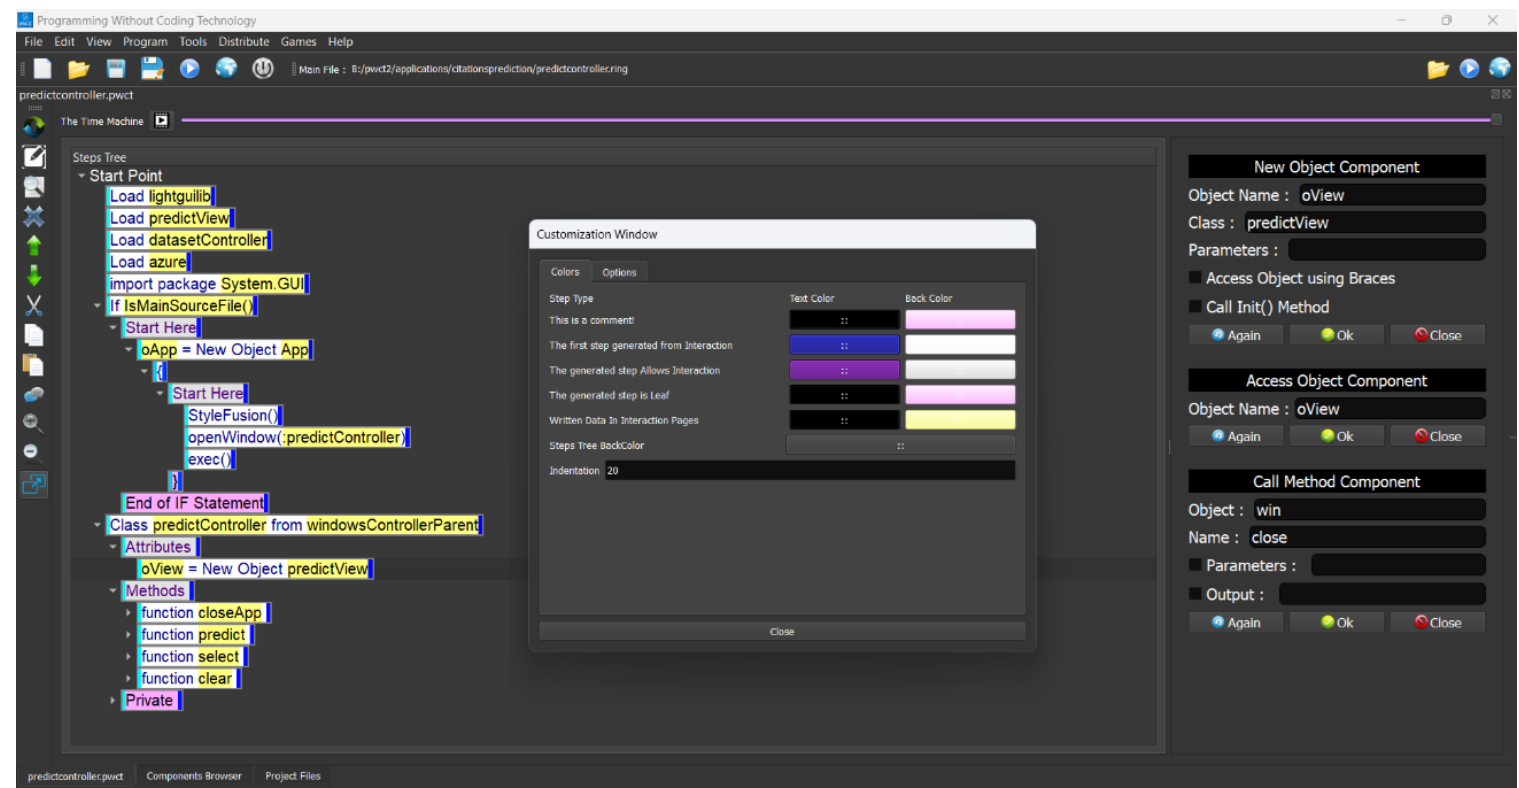 Programming Without Coding Technology
File Edit View Program Tools Distribute Games Help
Main File : B:/pwct2/applications/citationsprediction/predictcontroller.ring
predictcontroller.pwct
The Time Machine
Steps Tree
Start Point
Load lightguilib
Load predictView
Load datasetController
Load azure
import package System.GUI
If IsMainSourceFile()
Start Here
oApp = New Object App
{
Start Here
StyleFusion()
openWindow(:predictController)
exec()
}
End of IF Statement
Class predictController from windowsControllerParent
Attributes
oView = New Object predictView
Methods
function closeApp
function predict
function select
function clear
Private
Customization Window
Colors Options
Step Type Text Color Back Color
This is a comment! :: ::
The first step generated from Interaction ::
The generated step Allows Interaction :: ::
The generated step is Leaf :: ::
Written Data In Interaction Pages ::
Steps Tree BackColor ::
Indentation 20
Close
New Object Component
Object Name : oView
Class : predictView
Parameters :
Access Object using Braces
Call Init() Method
Again Ok Close
Access Object Component
Object Name : oView
Again Ok Close
Call Method Component
Object : win
Name : close
Parameters :
Output :
Again Ok Close
predictcontroller.pwct Components Browser Project Files